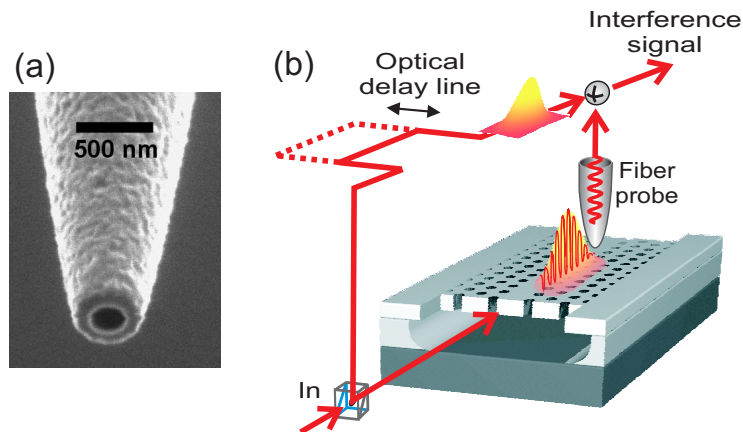 (a)
500 nm
(b)
Optical
delay line
Interference
signal
Fiber
probe
In